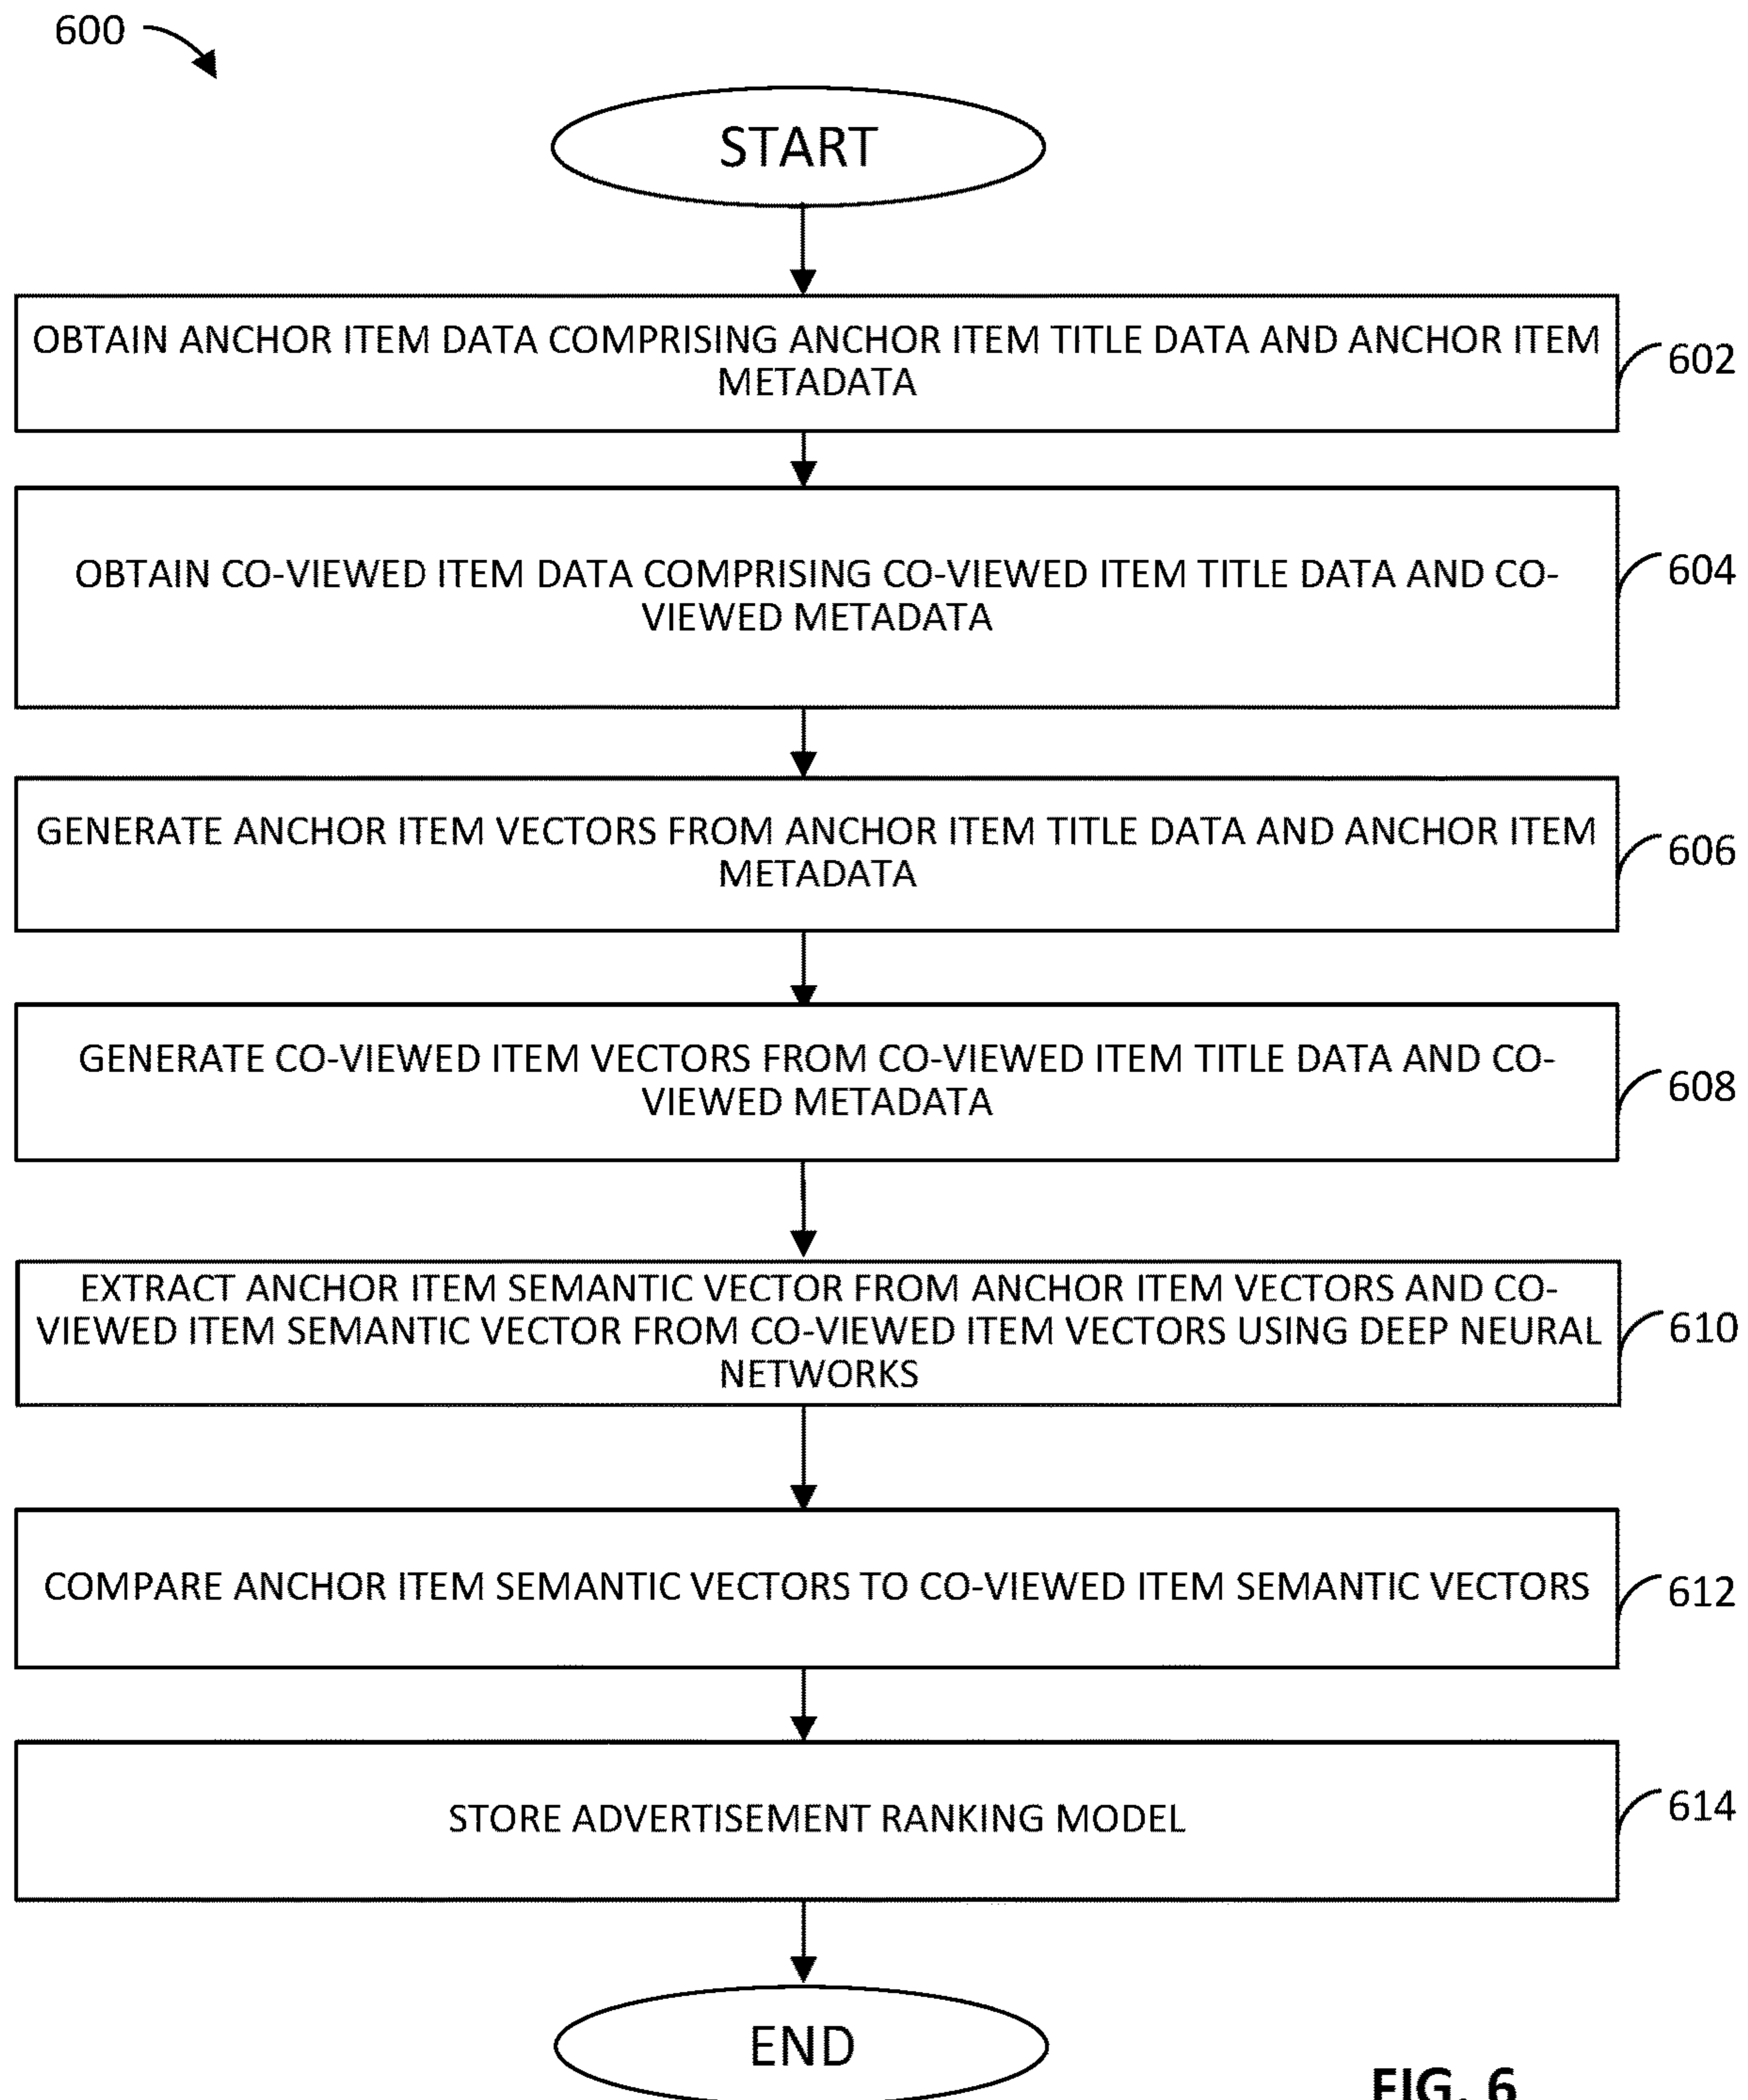 600
START
OBTAIN ANCHOR ITEM DATA COMPRISING ANCHOR ITEM TITLE DATA AND ANCHOR ITEM
METADATA
602
OBTAIN CO-VIEWED ITEM DATA COMPRISING CO-VIEWED ITEM TITLE DATA AND CO-
VIEWED METADATA
604
GENERATE ANCHOR ITEM VECTORS FROM ANCHOR ITEM TITLE DATA AND ANCHOR ITEM
METADATA
606
GENERATE CO-VIEWED ITEM VECTORS FROM CO-VIEWED ITEM TITLE DATA AND CO-
VIEWED METADATA
608
EXTRACT ANCHOR ITEM SEMANTIC VECTOR FROM ANCHOR ITEM VECTORS AND CO-
VIEWED ITEM SEMANTIC VECTOR FROM CO-VIEWED ITEM VECTORS USING DEEP NEURAL
NETWORKS
610
COMPARE ANCHOR ITEM SEMANTIC VECTORS TO CO-VIEWED ITEM SEMANTIC VECTORS
612
STORE ADVERTISEMENT RANKING MODEL
614
END
FIG. 6